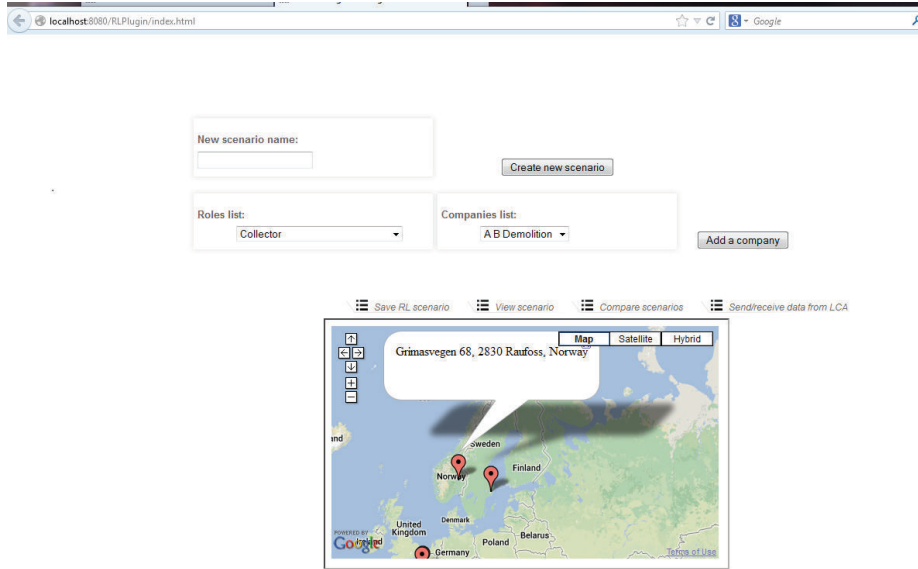 localhost:8080/RLPlugin/index.html
Google
New scenario name:
Create new scenario
Roles list:
Companies list:
Collector
A B Demolition
Add a company
Save RL scenario
View scenario
Compare scenarios
Send/receive data from LCA
Map
Satellite
Hybrid
Grimasvegen 68, 2830 Raufoss, Norway
Sweden
Finland
Norway
United
Kingdom
Denmark
Belarus
Poland
Germany
POWERED BY
Google
Terms of Use